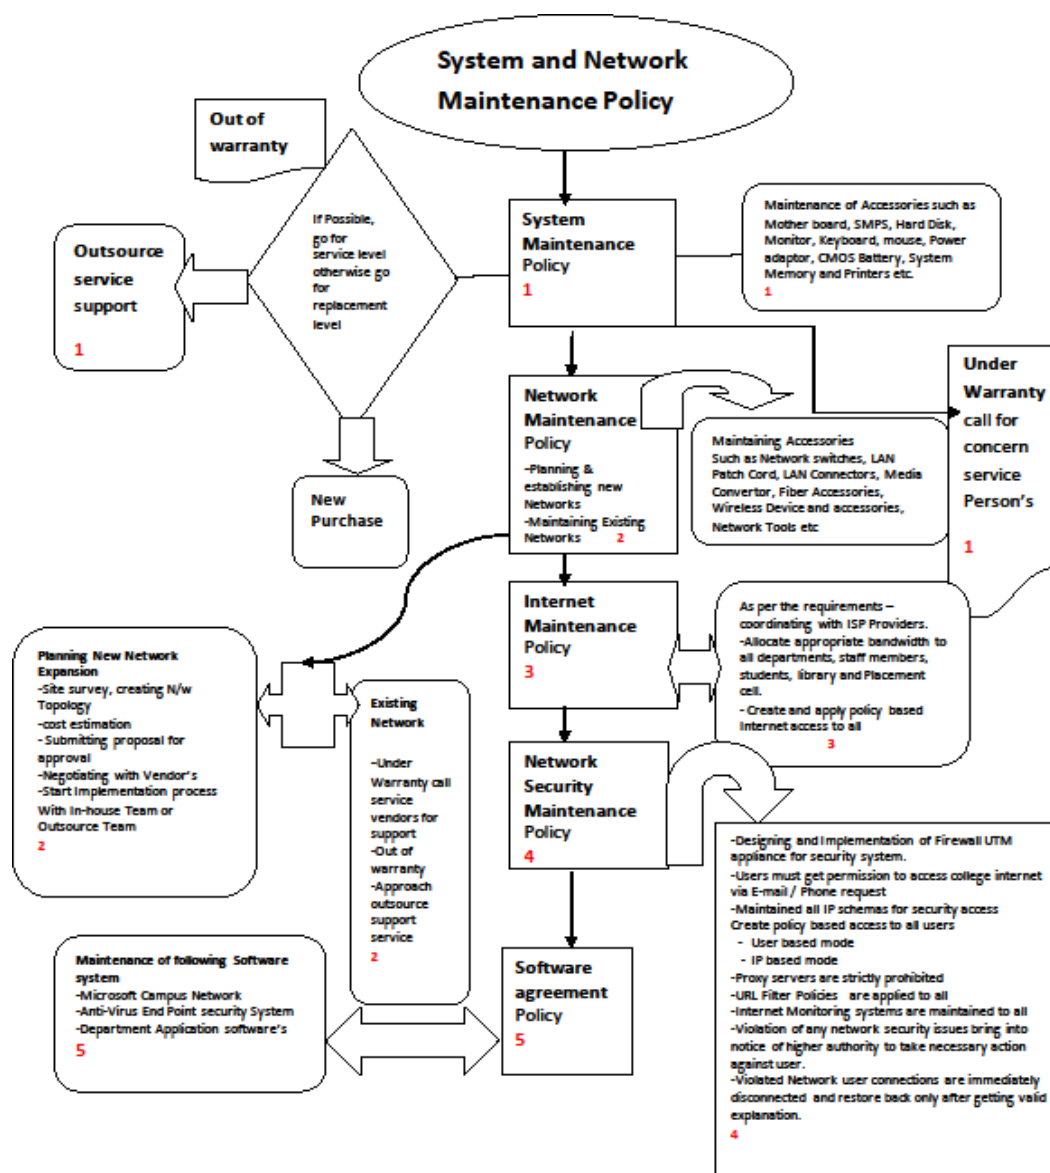 System and Network
Maintenance Policy
Out of
warranty
If Possible,
go for
service level
otherwise go
for
replacement
level
Outsource
service
support
1
New
Purchase
System
Maintenance
Policy
1
Maintenance of Accessories such as
Mother board, SMPS, Hard Disk,
Monitor, Keyboard, mouse, Power
adaptor, CMOS Battery, System
Memory and Printers etc.
1
Under
Warranty
call for
concern
service
Person's
1
Network
Maintenance
Policy
-Planning &
establishing new
Networks
-Maintaining Existing
Networks 2
Maintaining Accessories
Such as Network switches, LAN
Patch Cord, LAN Connectors, Media
Convertor, Fiber Accessories,
Wireless Device and accessories,
Network Tools etc
Planning New Network
Expansion
-Site survey, creating N/w
Topology
-cost estimation
- Submitting proposal for
approval
-Negotiating with Vendor's
-Start Implementation process
With In-house Team or
Outsource Team
2
Existing
Network
-Under
Warranty call
service
vendors for
support
-Out of
warranty
-Approach
outsource
support
service
2
Internet
Maintenance
Policy
3
As per the requirements –
coordinating with ISP Providers.
-Allocate appropriate bandwidth to
all departments, staff members,
students, library and Placement
cell.
- Create and apply policy based
Internet access to all
3
Network
Security
Maintenance
Policy
4
-Designing and Implementation of Firewall UTM
appliance for security system.
-Users must get permission to access college internet
via E-mail / Phone request
-Maintained all IP schemas for security access
Create policy based access to all users
- User based mode
- IP based mode
-Proxy servers are strictly prohibited
-URL Filter Policies are applied to all
-Internet Monitoring systems are maintained to all
-Violation of any network security issues bring into
notice of higher authority to take necessary action
against user.
-Violated Network user connections are immediately
disconnected and restore back only after getting valid
explanation.
4
Software
agreement
Policy
5
Maintenance of following Software
system
-Microsoft Campus Network
-Anti-Virus End Point security System
-Department Application software's
5